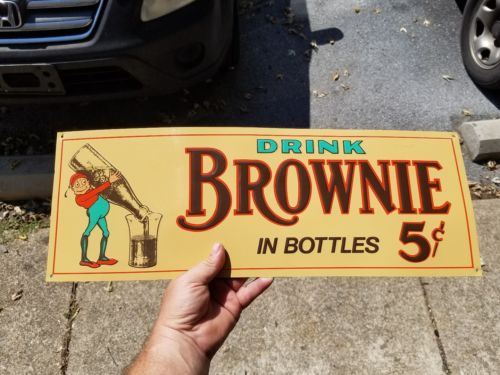 DRINK
BROWNIE
IN BOTTLES 5¢